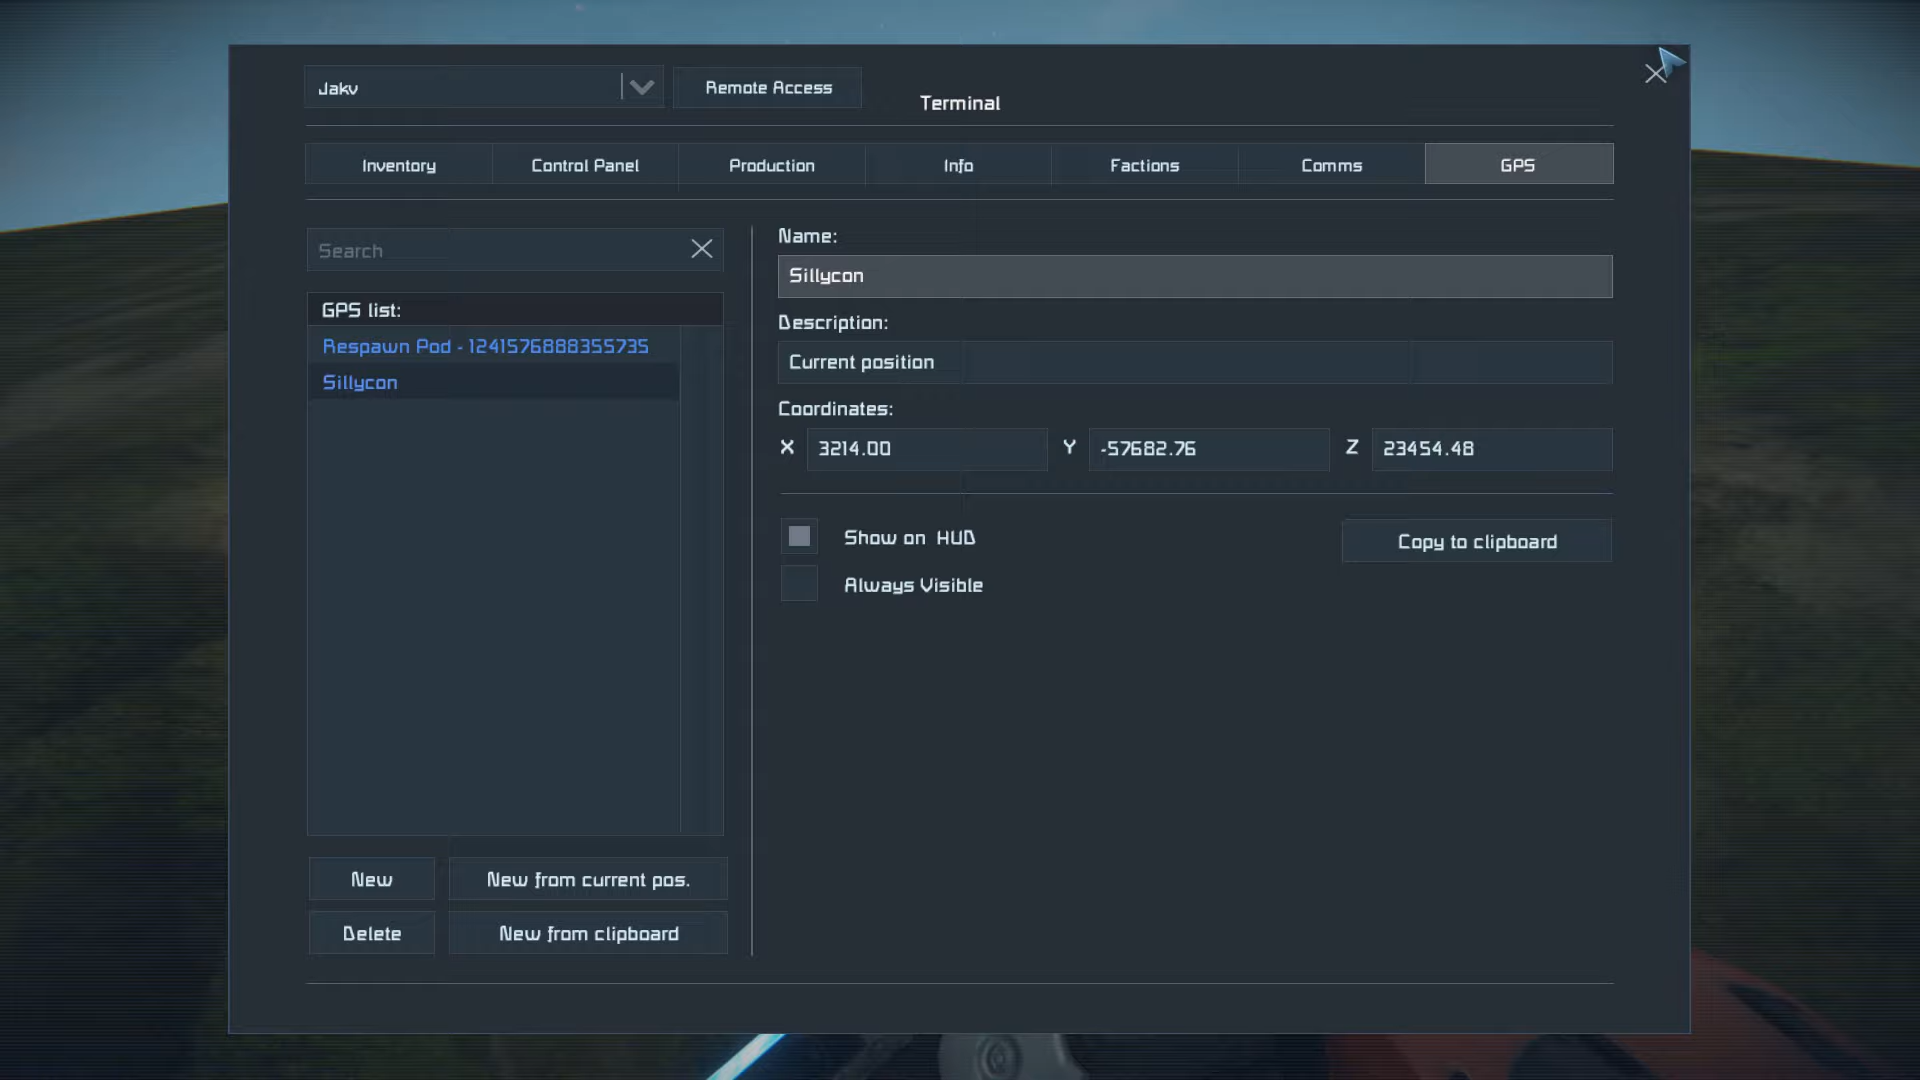 Jakv
Remote Access
Terminal
Inventory
Control Panel
Production
Info
Factions
Comms
GPS
Search
GPS list:
Respawn Pod - 1241576888355735
Sillycon
New
New from current pos.
Delete
New from clipboard
Name:
Sillycon
Description:
Current position
Coordinates:
X 3214.00 Y -57682.76 Z 23454.48
Show on HUD
Copy to clipboard
Always Visible